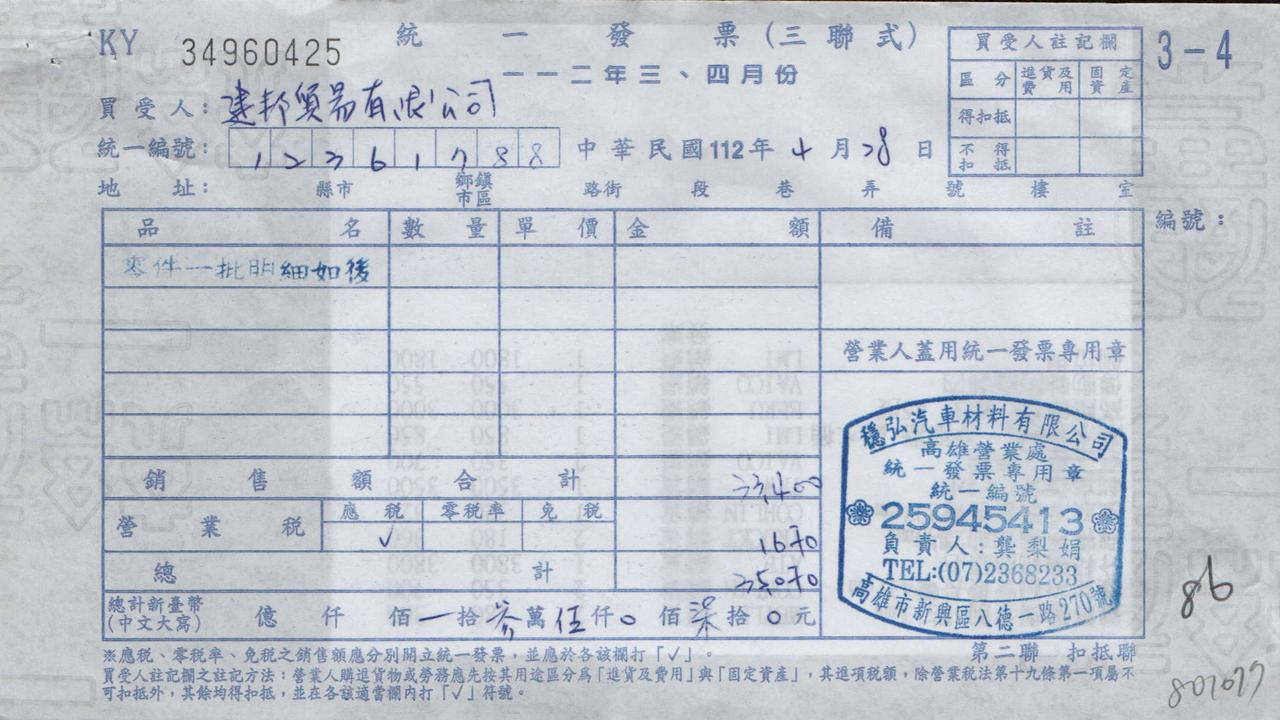 KY 34960425 統一發票(三聯式) 3-4
一一二年三、四月份
買受人: 建邦貿易有限公司
統一編號: 12361788 中華民國112年4月28日
地址: 縣市 鄉鎮市區 路街 段 巷 弄 號 樓 室
買受人註記欄
區分 進貨及費用 固定資產
得扣抵
不得扣抵
品名 數量 單價 金額 備註 編號:
零件一批明細如後
營業人蓋用統一發票專用章
銷售額合計 33,400
營業稅 應稅 ✓ 零稅率 免稅 1670
總計 35070
總計新臺幣(中文大寫) 億 仟 佰 一 拾 參 萬 伍 仟 0 佰 柒 拾 0 元
穩弘汽車材料有限公司
高雄營業處
統一發票專用章
統一編號
25945413
負責人:龔梨娟
TEL:(07)2368233
高雄市新興區八德一路270號
86
第二聯 扣抵聯
※應稅、零稅率、免稅之銷售額應分別開立統一發票,並應於各該欄打「✓」。
買受人註記欄之註記方法:營業人購進貨物或勞務應先按其用途區分為「進貨及費用」與「固定資產」,其進項稅額,除營業稅法第十九條第一項屬不
可扣抵外,其餘均得扣抵,並在各該適當欄內打「✓」符號。